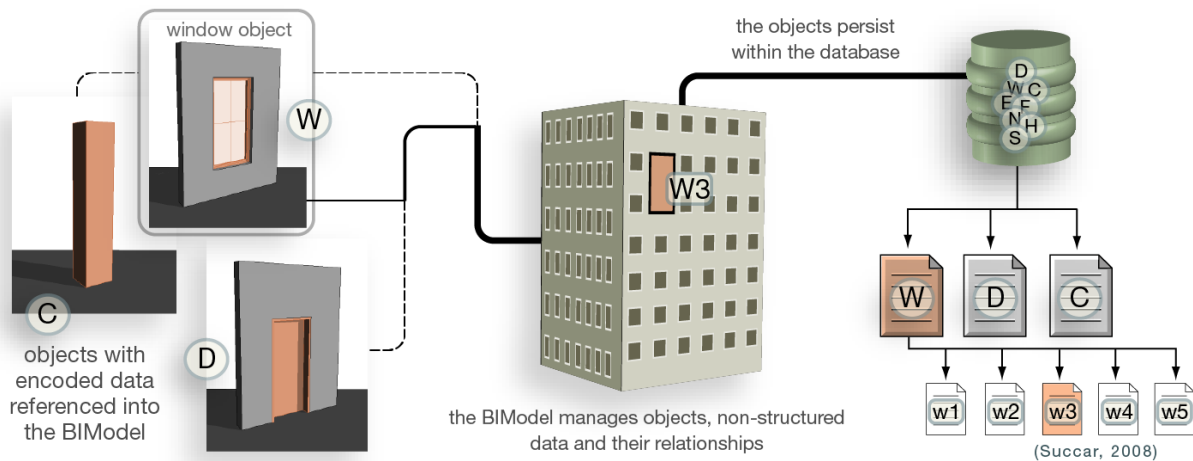 window object
W
C
objects with
encoded data
referenced into
the BIModel
D
W3
the BIModel manages objects, non-structured
data and their relationships
the objects persist
within the database
D
W C
E F
N H
S
W
D
C
w1
w2
w3
w4
w5
(Succar, 2008)